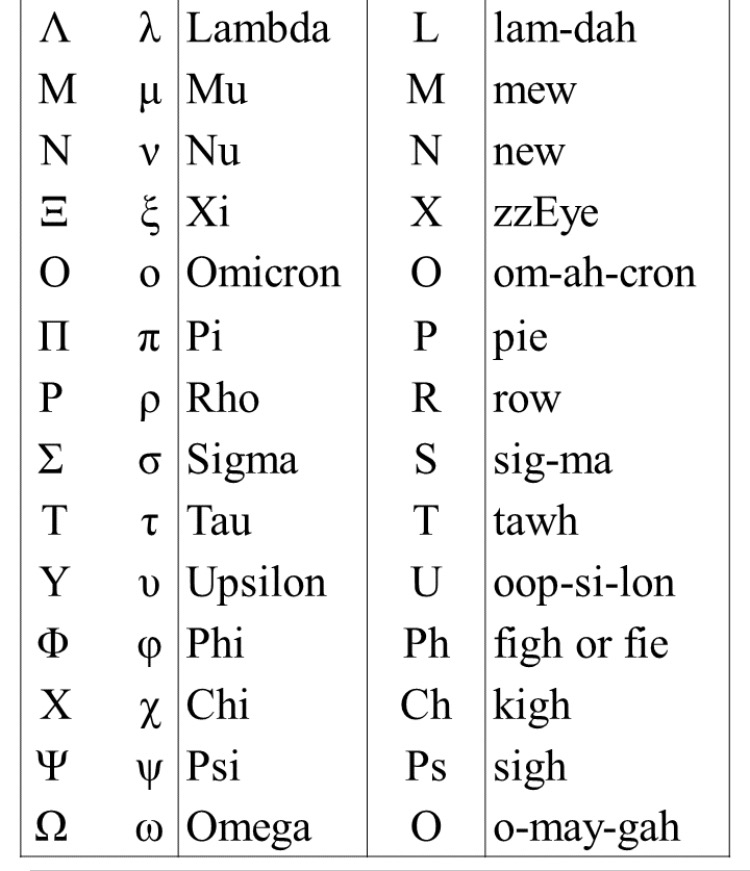 Λ λ Lambda L lam-dah
Μ μ Mu M mew
Ν ν Nu N new
Ξ ξ Xi X zzEye
Ο ο Omicron O om-ah-cron
Π π Pi P pie
Ρ ρ Rho R row
Σ σ Sigma S sig-ma
Τ τ Tau T tawh
Υ υ Upsilon U oop-si-lon
Φ φ Phi Ph figh or fie
Χ χ Chi Ch kigh
Ψ ψ Psi Ps sigh
Ω ω Omega O o-may-gah